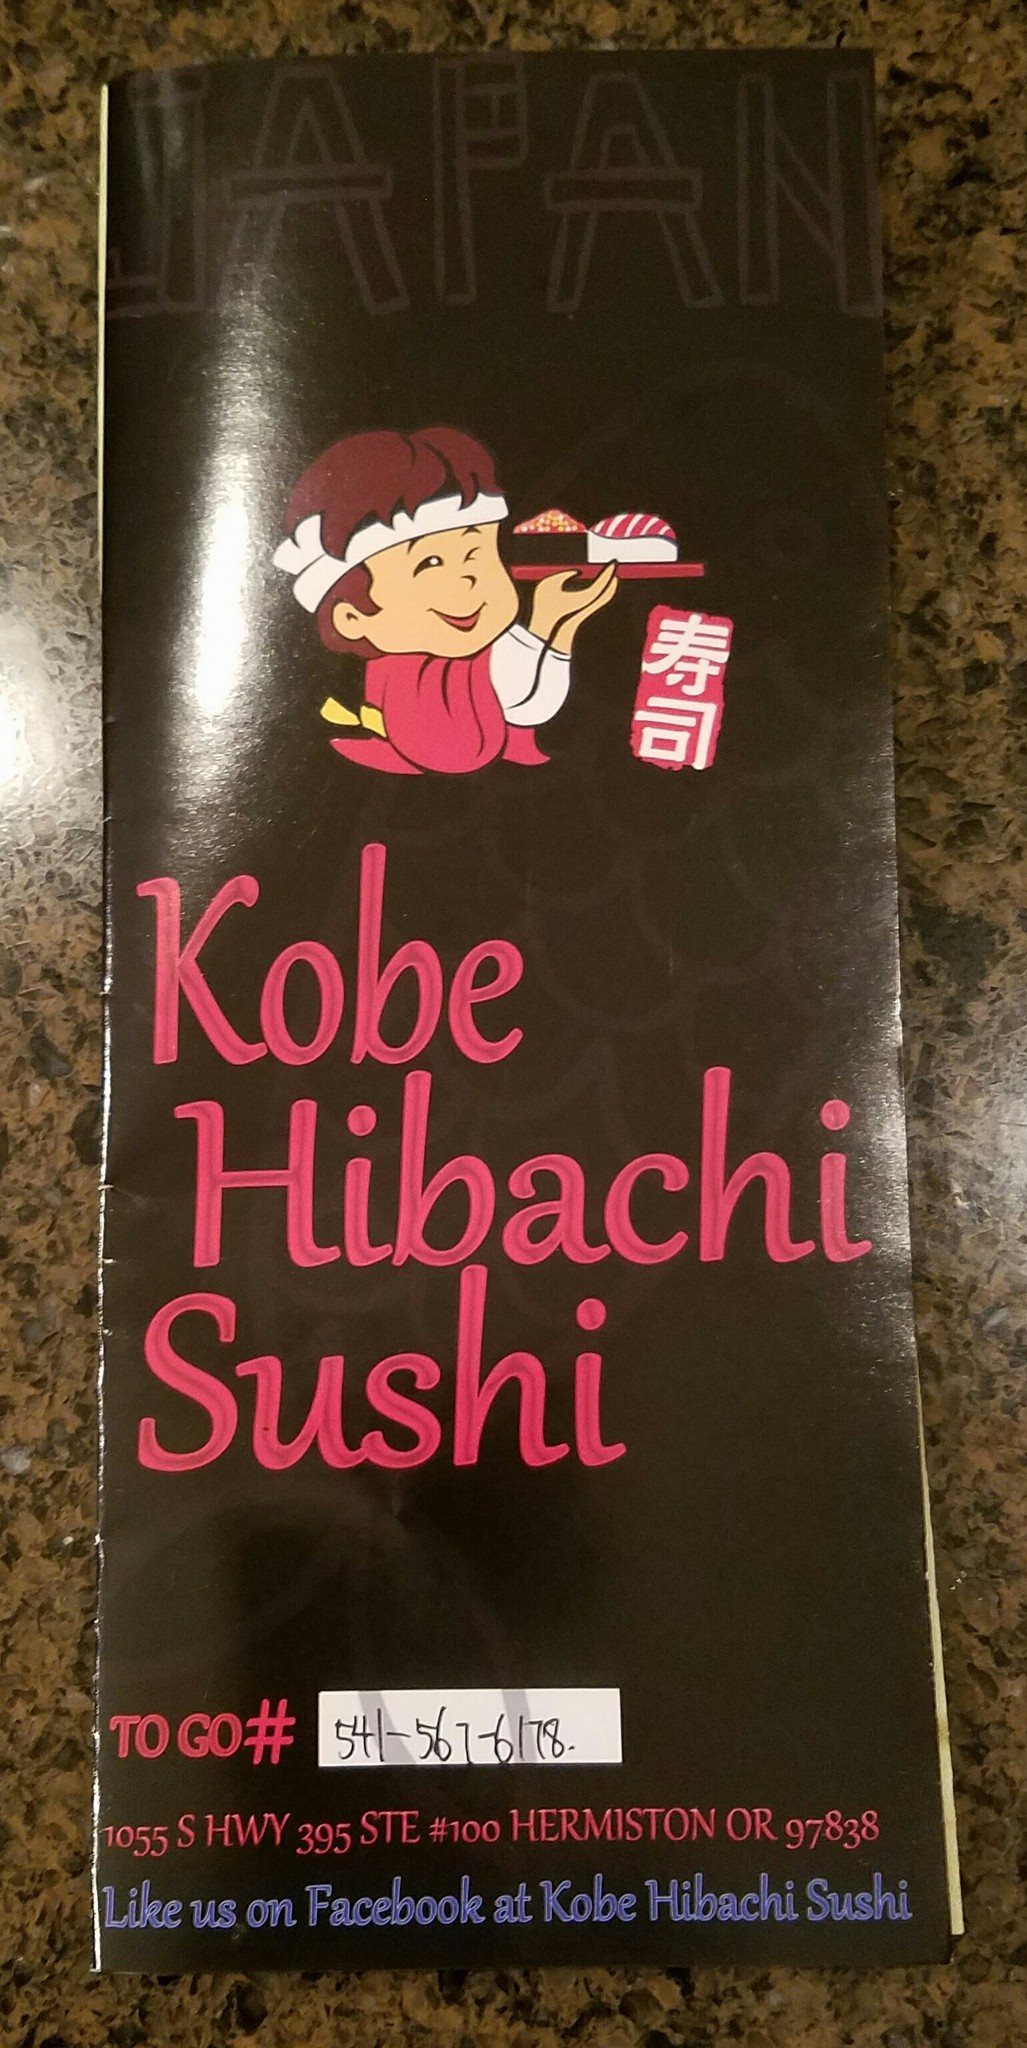 JAPAN
寿司
Kobe
Hibachi
Sushi
TO GO# 541-567-6178.
1055 S HWY 395 STE #100 HERMISTON OR 97838
Like us on Facebook at Kobe Hibachi Sushi